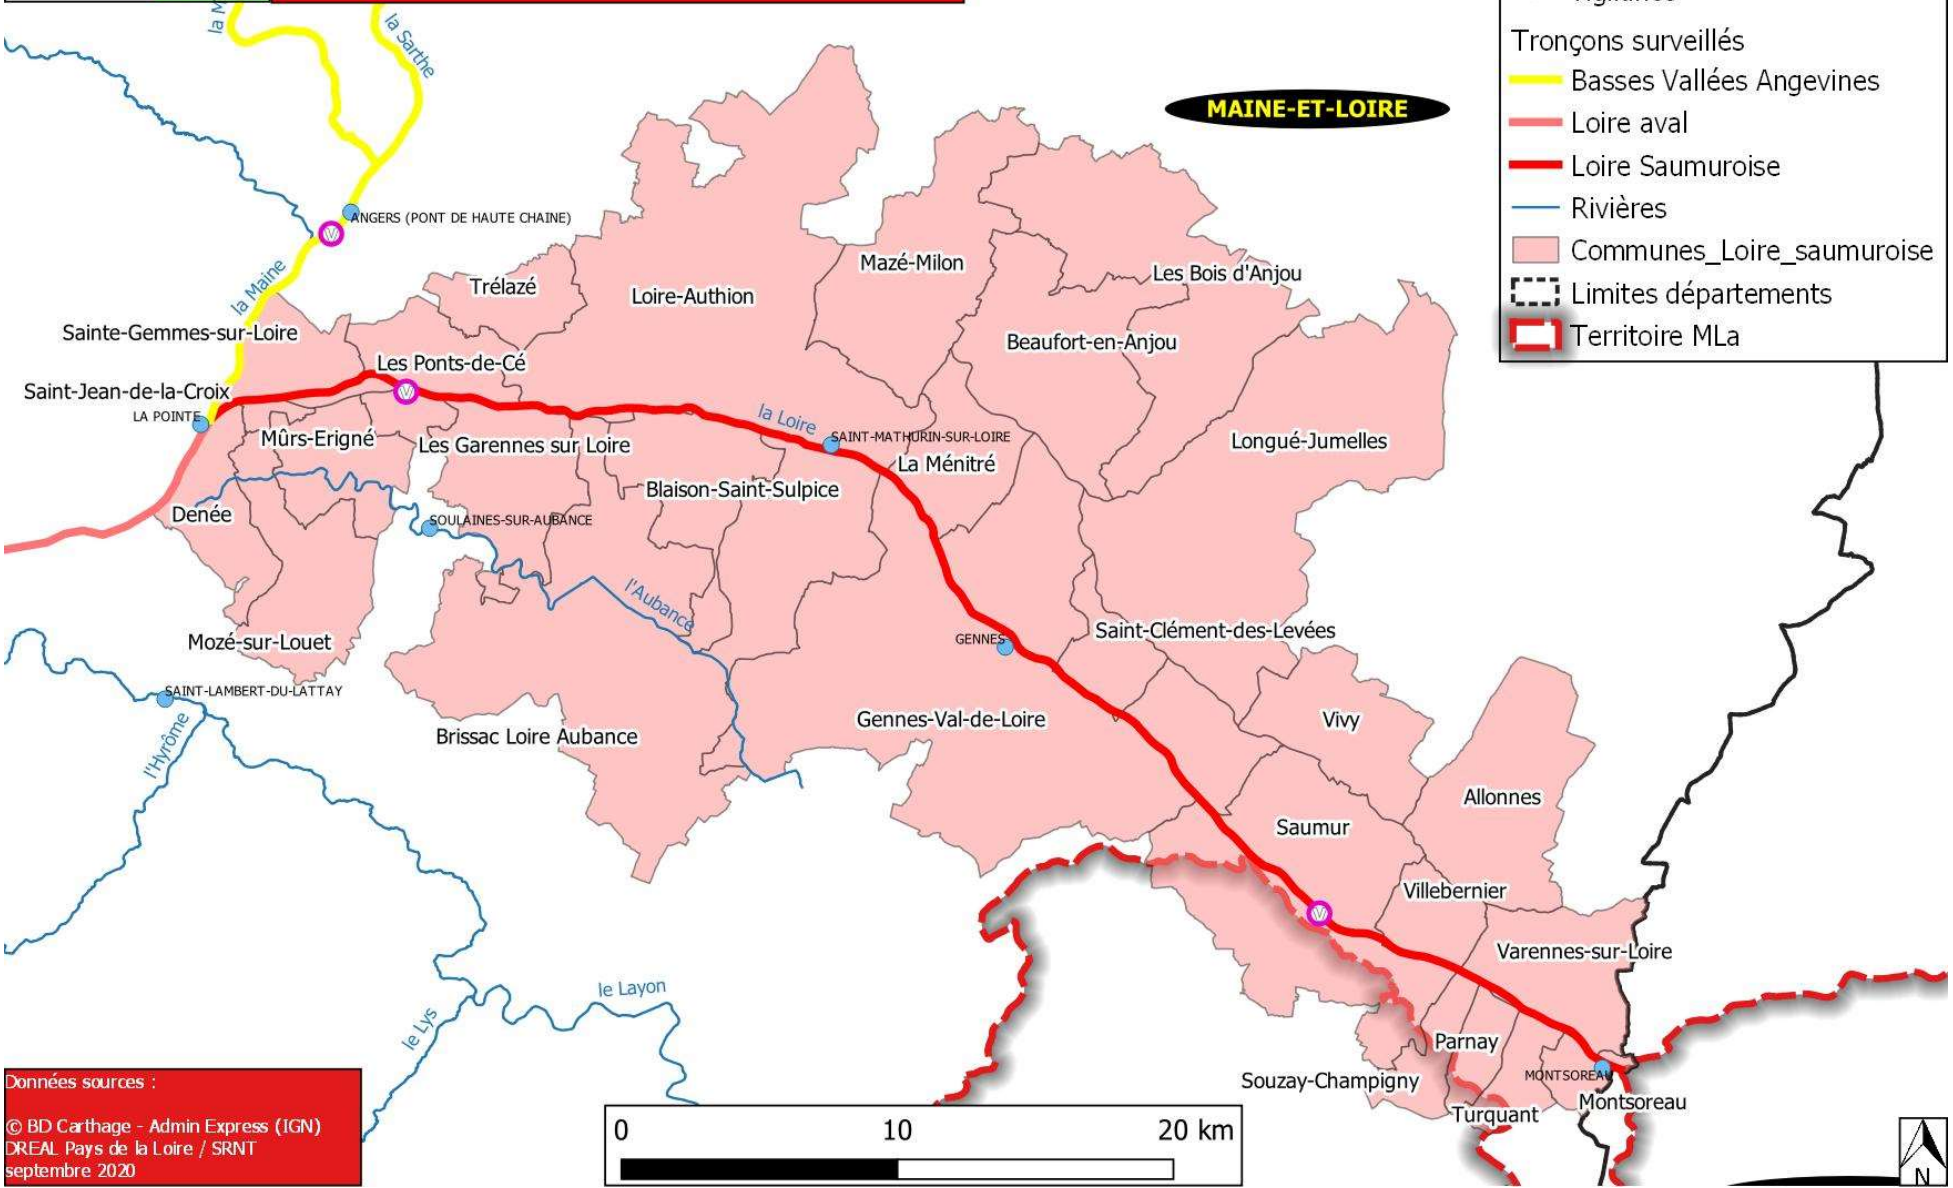 la M
la Sarthe
MAINE-ET-LOIRE
Tronçons surveillés
Basses Vallées Angevines
Loire aval
Loire Saumuroise
Rivières
Communes_Loire_saumuroise
Limites départements
Territoire MLa
ANGERS (PONT DE HAUTE CHAINE)
V
la Maine
Trélazé
Loire-Authion
Mazé-Milon
Les Bois d'Anjou
Sainte-Gemmes-sur-Loire
Beaufort-en-Anjou
Les Ponts-de-Cé
Saint-Jean-de-la-Croix
V
LA POINTE
la Loire
Mûrs-Erigné
Les Garennes sur Loire
SAINT-MATHURIN-SUR-LOIRE
Longué-Jumelles
La Ménitré
Blaison-Saint-Sulpice
Denée
SOULAINES-SUR-AUBANCE
l'Aubance
Mozé-sur-Louet
GENNES
Saint-Clément-des-Levées
SAINT-LAMBERT-DU-LATTAY
l'Hyrôme
Brissac Loire Aubance
Gennes-Val-de-Loire
Vivy
Allonnes
Saumur
Villebernier
V
Varennes-sur-Loire
le Layon
le Lys
Parnay
MONTSOREAU
Souzay-Champigny
Montsoreau
Turquant
Données sources :
© BD Carthage - Admin Express (IGN)
DREAL Pays de la Loire / SRNT
septembre 2020
0 10 20 km
N